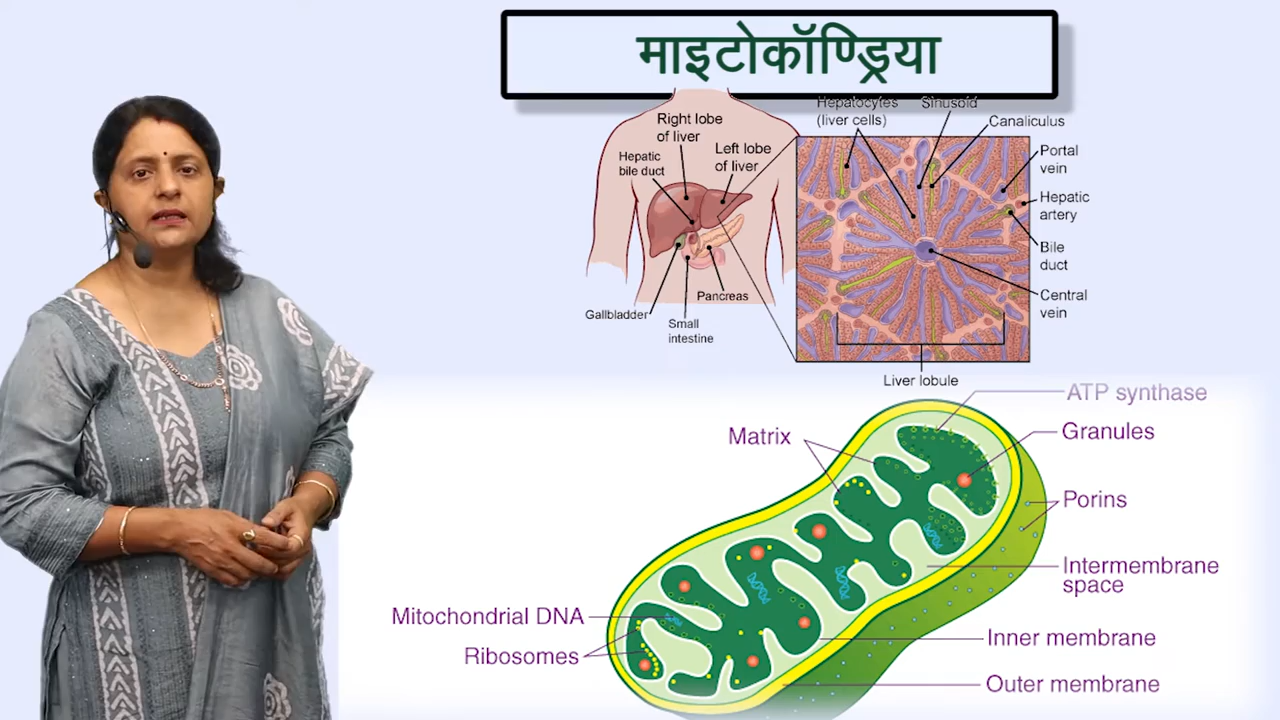 माइटोकॉण्ड्रिया
Hepatocytes
(liver cells)
Sinusoid
Canaliculus
Right lobe
of liver
Left lobe
of liver
Hepatic
bile duct
Portal
vein
Hepatic
artery
Bile
duct
Central
vein
Pancreas
Gallbladder
Small
intestine
Liver lobule
ATP synthase
Matrix
Granules
Porins
Intermembrane
space
Mitochondrial DNA
Inner membrane
Ribosomes
Outer membrane